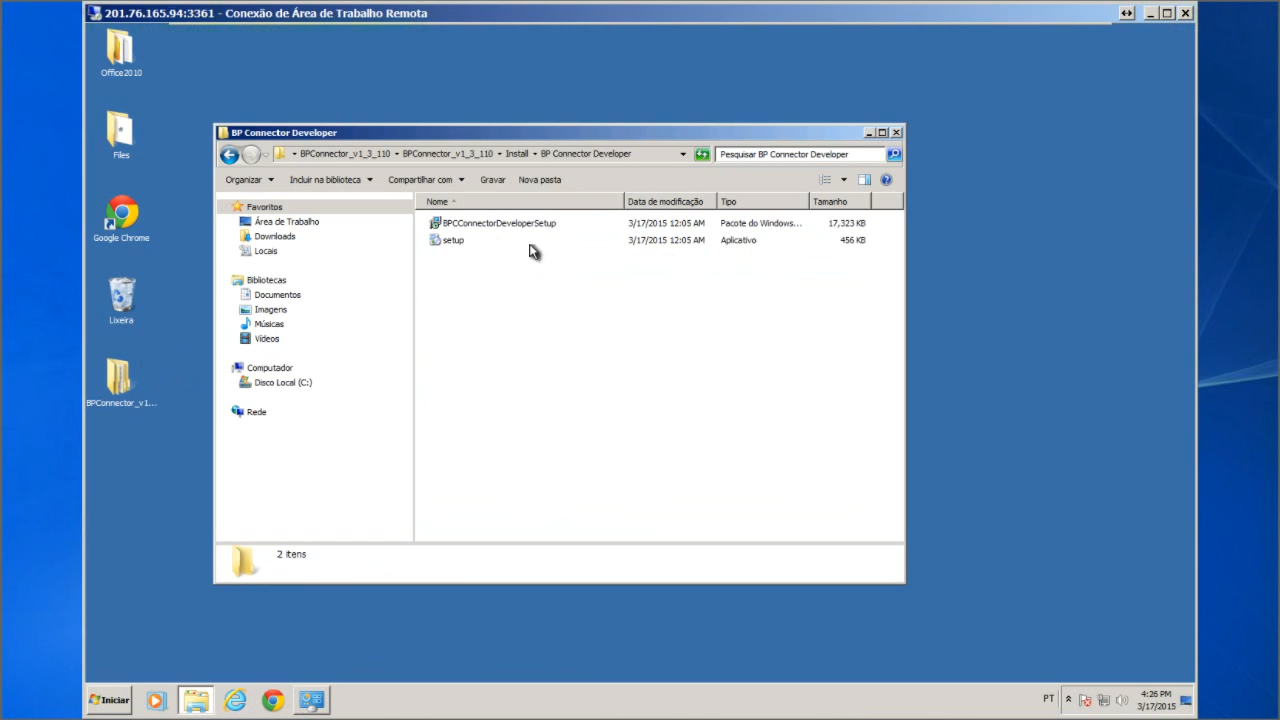 201.76.165.94:3361 - Conexão de Área de Trabalho Remota
Office2010
Files
Google Chrome
Lixeira
BPConnector_v1...
BP Connector Developer
BPConnector_v1_3_110 BPConnector_v1_3_110 Install BP Connector Developer
Pesquisar BP Connector Developer
Organizar Incluir na biblioteca Compartilhar com Gravar Nova pasta
Favoritos
Área de Trabalho
Downloads
Locais
Bibliotecas
Documentos
Imagens
Músicas
Vídeos
Computador
Disco Local (C:)
Rede
Nome Data de modificação Tipo Tamanho
BPCConnectorDeveloperSetup 3/17/2015 12:05 AM Pacote do Windows... 17,323 KB
setup 3/17/2015 12:05 AM Aplicativo 456 KB
2 itens
Iniciar
PT
4:26 PM
3/17/2015